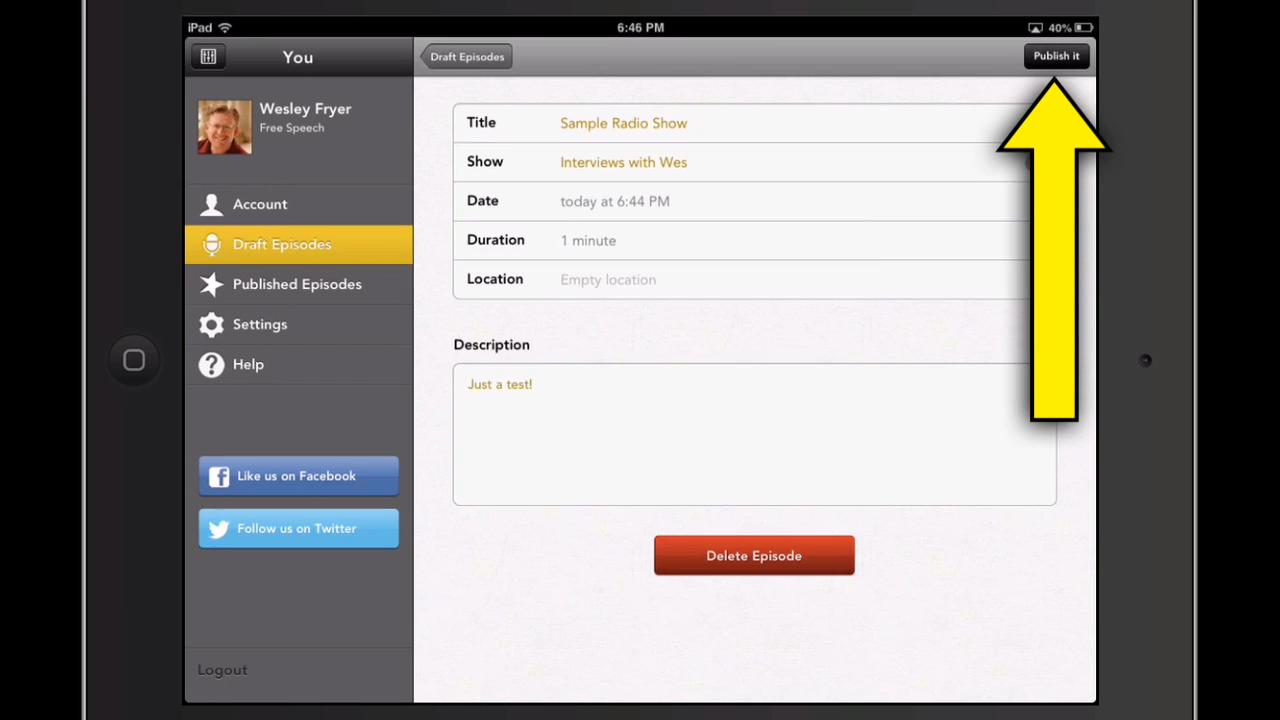 iPad
6:46 PM
40%
You
Draft Episodes
Publish it
Wesley Fryer
Free Speech
Account
Draft Episodes
Published Episodes
Settings
Help
Like us on Facebook
Follow us on Twitter
Logout
Title Sample Radio Show
Show Interviews with Wes
Date today at 6:44 PM
Duration 1 minute
Location Empty location
Description
Just a test!
Delete Episode